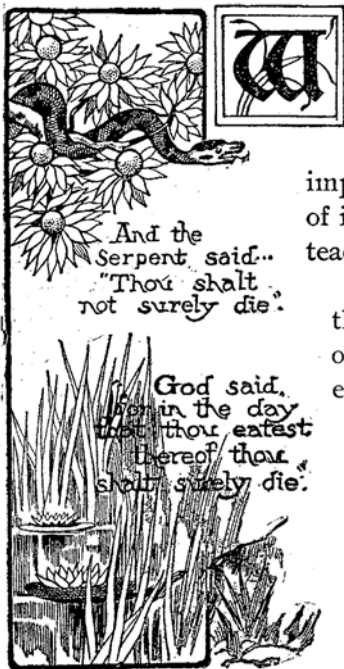 W
And the
Serpent said...
"Thou shalt
not surely die".
God said,
"For in the day
that thou eatest
thereof thou
shalt surely die."
imp
of i
teac
th
o
e